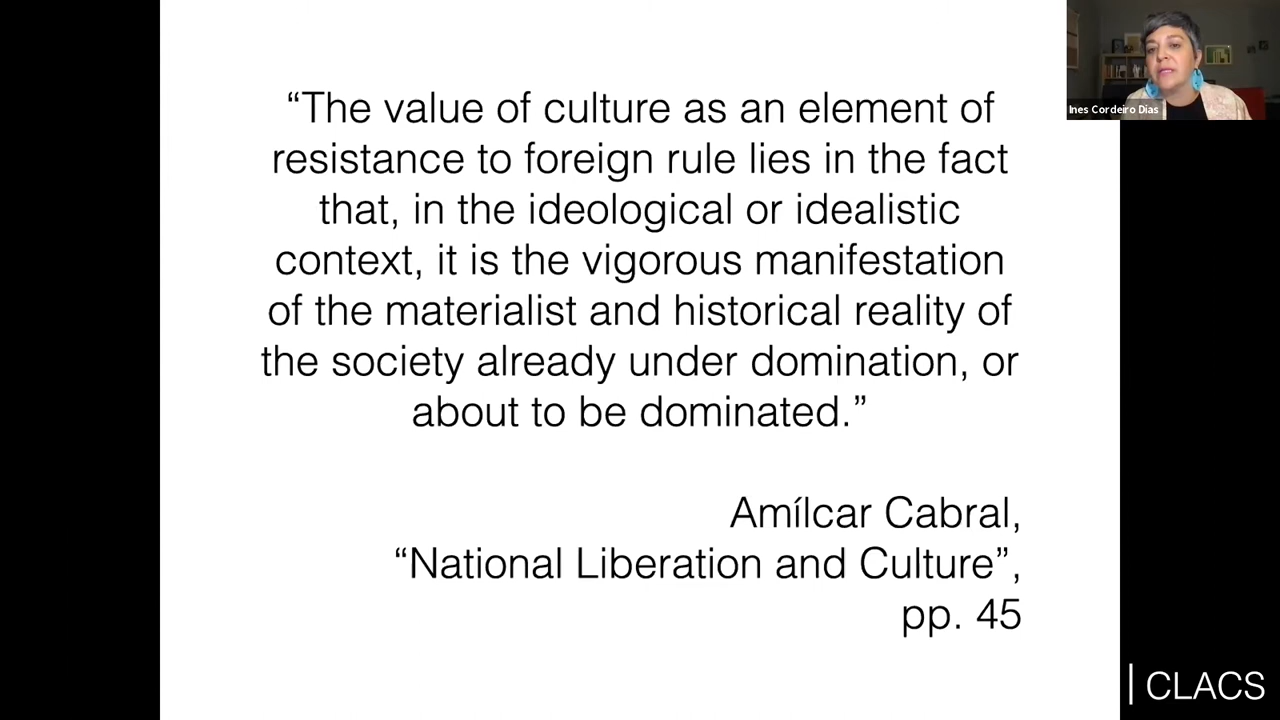 “The value of culture as an element of
resistance to foreign rule lies in the fact
that, in the ideological or idealistic
context, it is the vigorous manifestation
of the materialist and historical reality of
the society already under domination, or
about to be dominated.”
Amílcar Cabral,
“National Liberation and Culture”,
pp. 45
Ines Cordeiro Dias
| CLACS